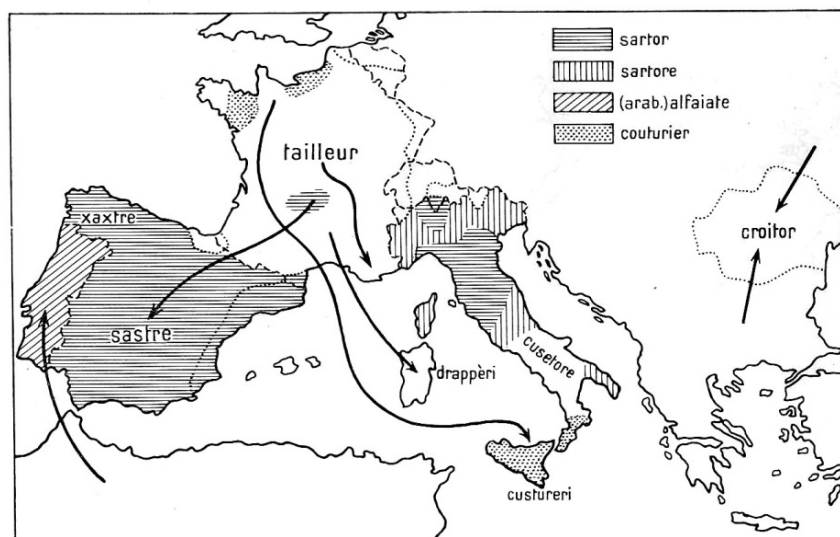 sartor
sartore
(arab.)alfaiate
couturier
tailleur
xaxtre
croitor
sastre
cusetore
drappèri
custureri